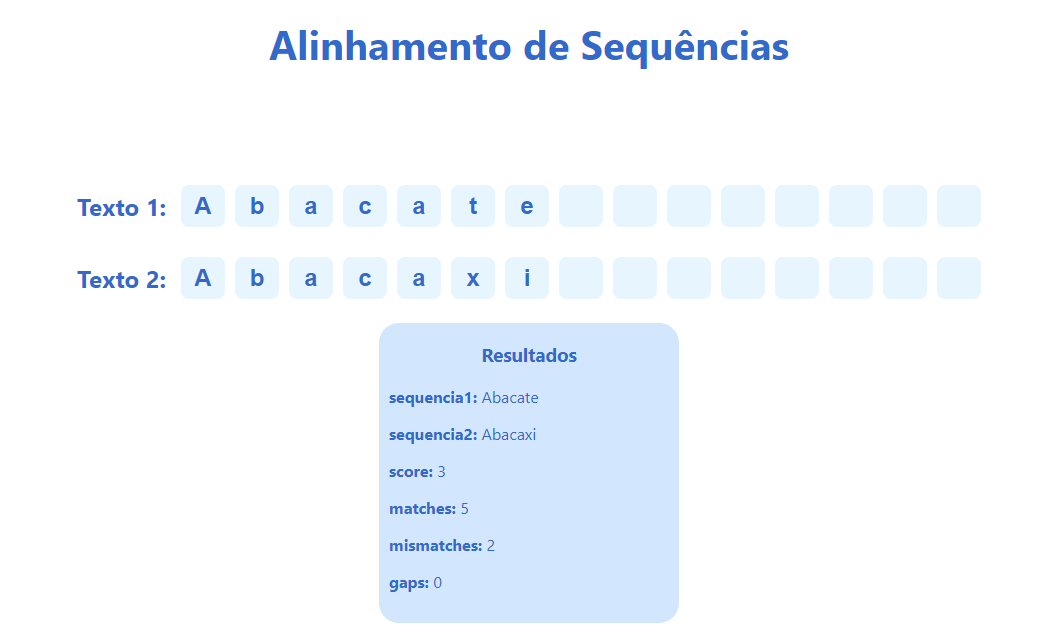 Alinhamento de Sequências
Texto 1: A b a c a t e
Texto 2: A b a c a x i
Resultados
sequencia1: Abacate
sequencia2: Abacaxi
score: 3
matches: 5
mismatches: 2
gaps: 0